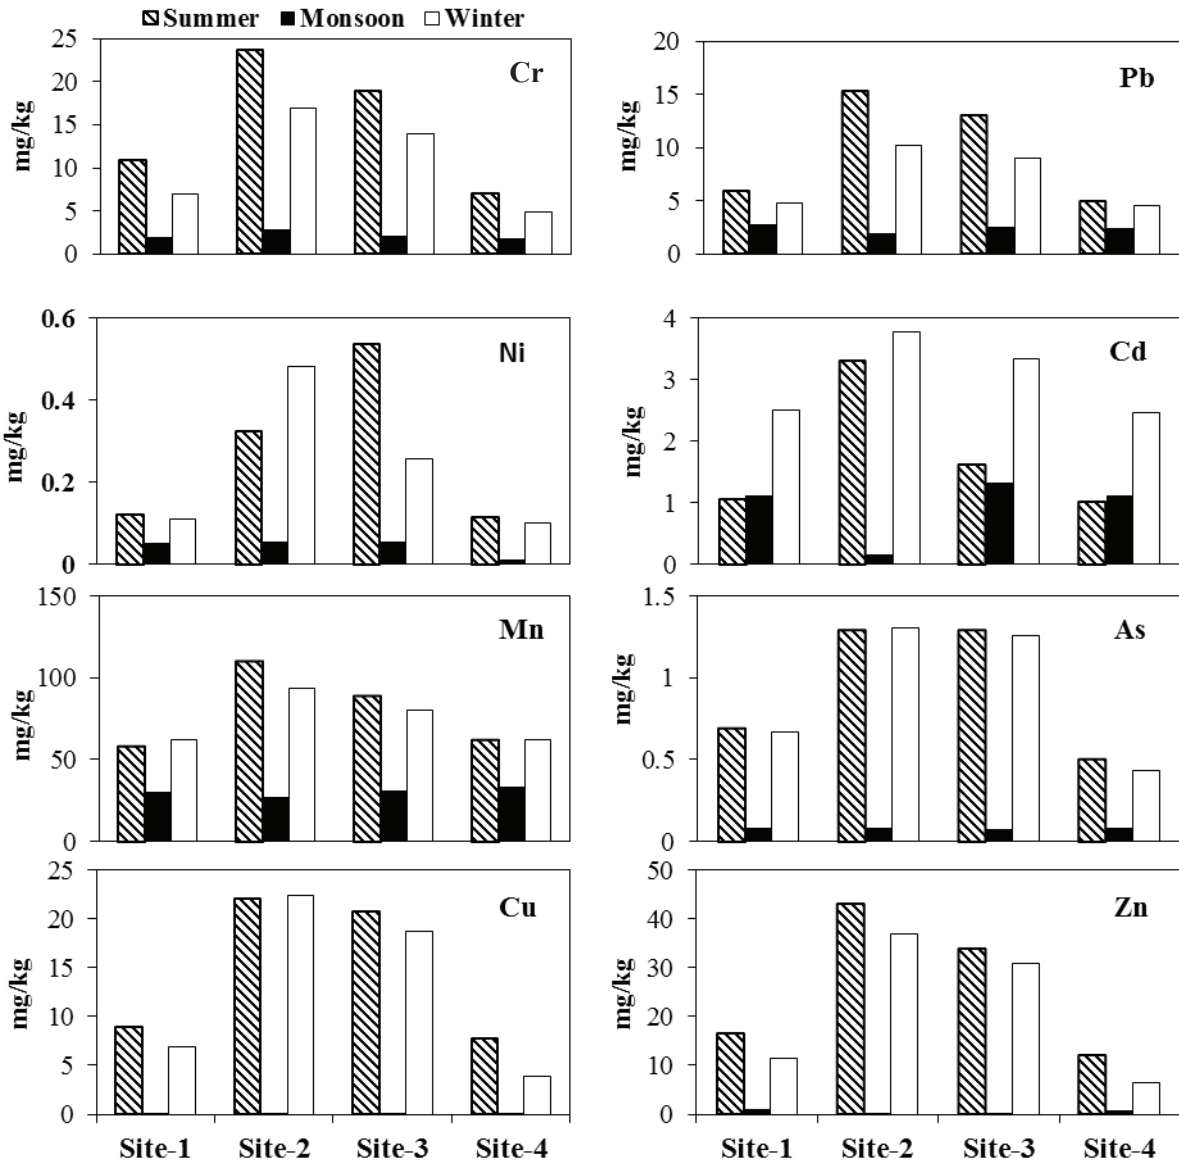 Summer Monsoon Winter
25
20
15
10
5
0
mg/kg
Cr
20
15
10
5
0
mg/kg
Pb
0.6
0.4
0.2
0
mg/kg
Ni
4
3
2
1
0
mg/kg
Cd
150
100
50
0
mg/kg
Mn
1.5
1
0.5
0
mg/kg
As
25
20
15
10
5
0
mg/kg
Cu
Site-1 Site-2 Site-3 Site-4
50
40
30
20
10
0
mg/kg
Zn
Site-1 Site-2 Site-3 Site-4